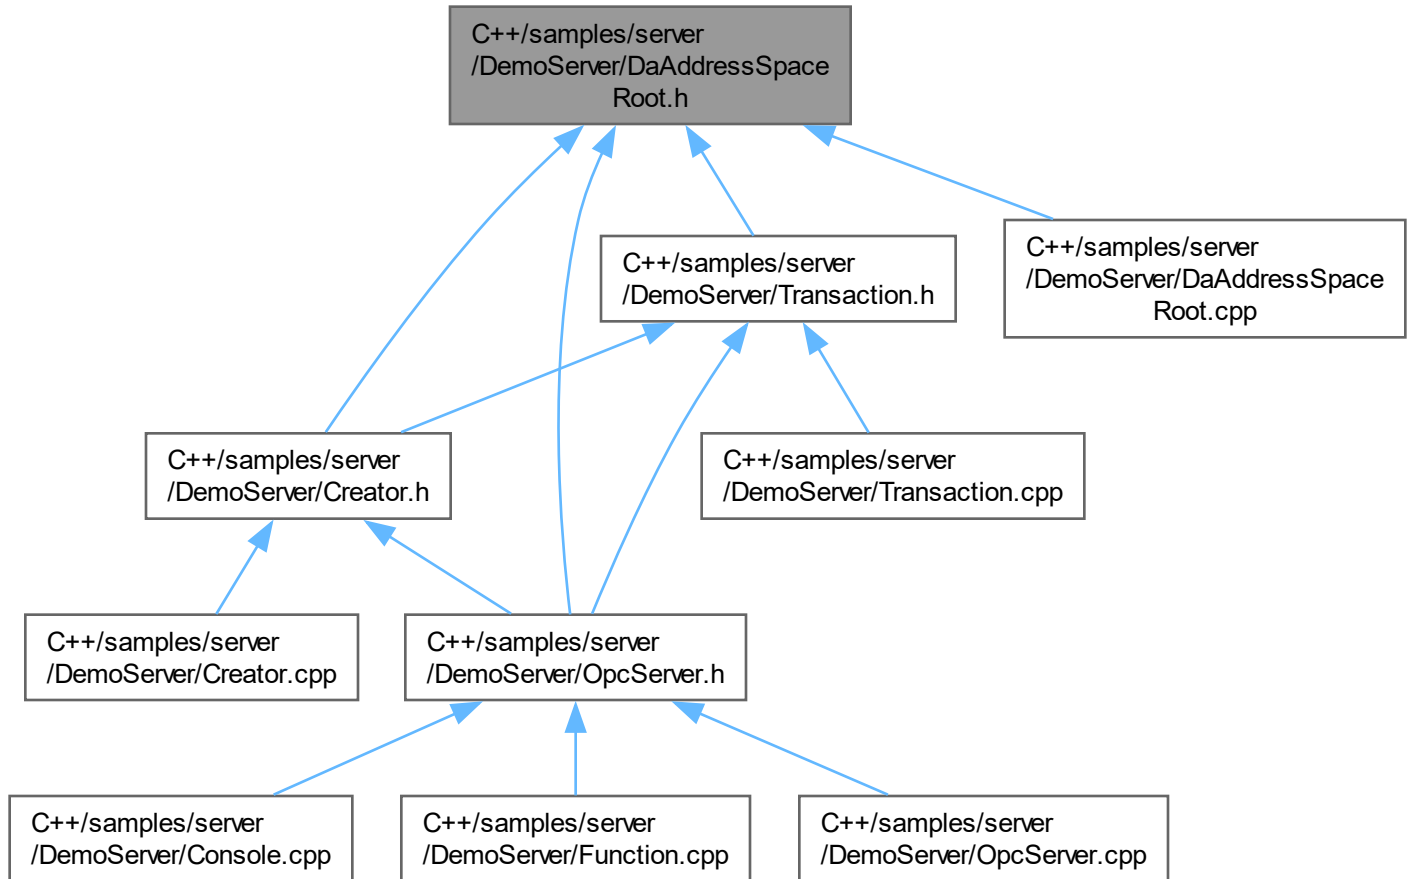 C++/samples/server
/DemoServer/DaAddressSpace
Root.h
C++/samples/server
/DemoServer/Transaction.h
C++/samples/server
/DemoServer/DaAddressSpace
Root.cpp
C++/samples/server
/DemoServer/Creator.h
C++/samples/server
/DemoServer/Transaction.cpp
C++/samples/server
/DemoServer/Creator.cpp
C++/samples/server
/DemoServer/OpcServer.h
C++/samples/server
/DemoServer/Console.cpp
C++/samples/server
/DemoServer/Function.cpp
C++/samples/server
/DemoServer/OpcServer.cpp